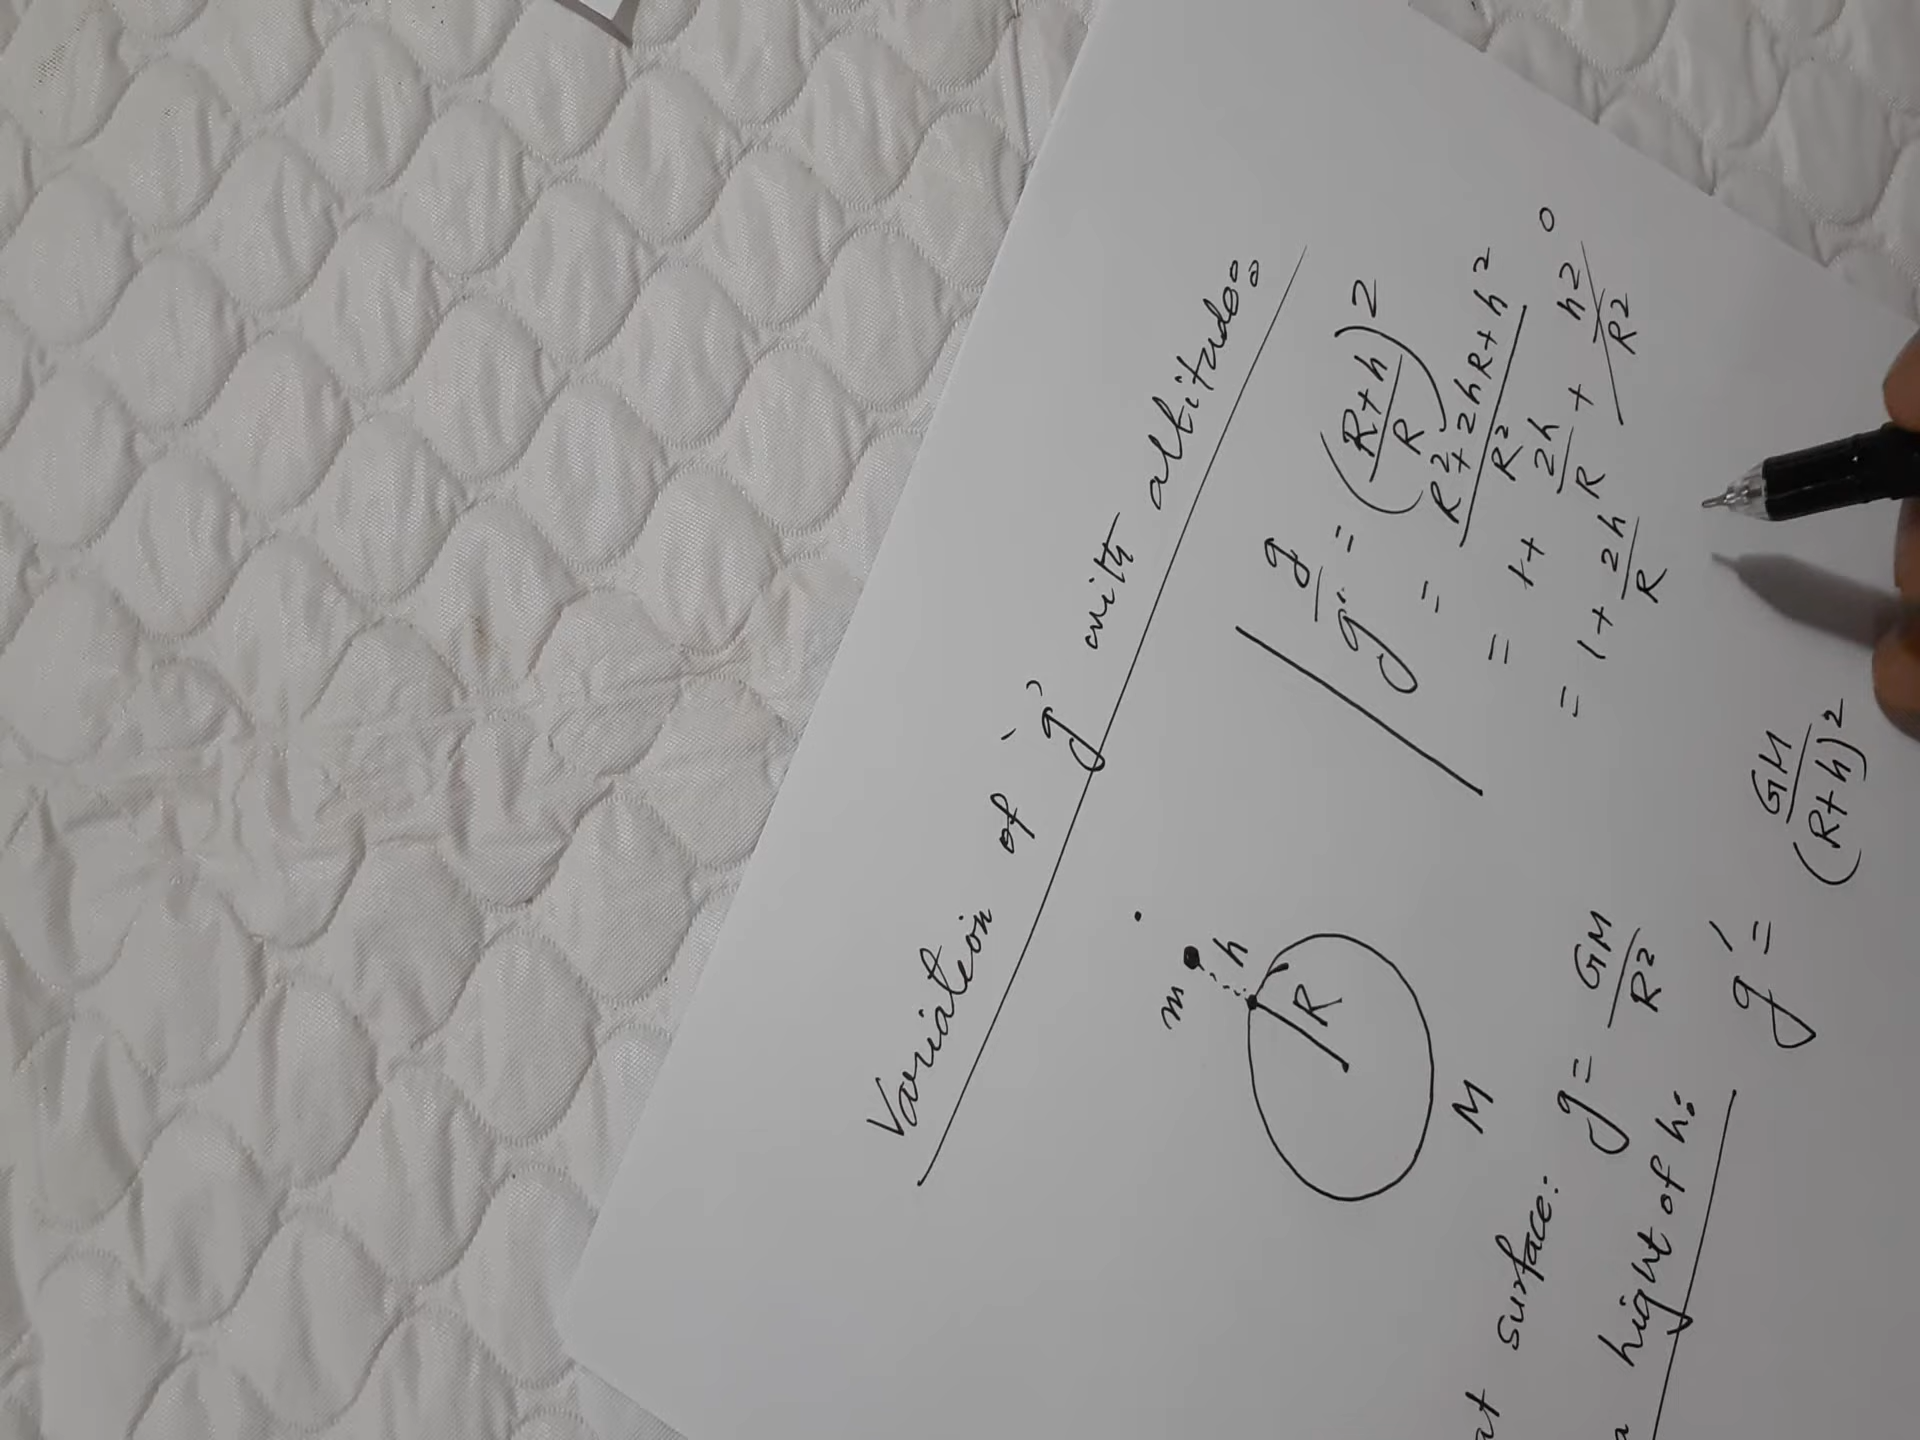 Variation of 'g' with altitude:
m
h
R
M
at surface: g = GM/R²
hight of h:
g' = GM/(R+h)²
g/g' = ((R+h)/R)²
= (R²+2hR+h²)/R²
= 1 + 2h/R + h²/R² 0
= 1 + 2h/R